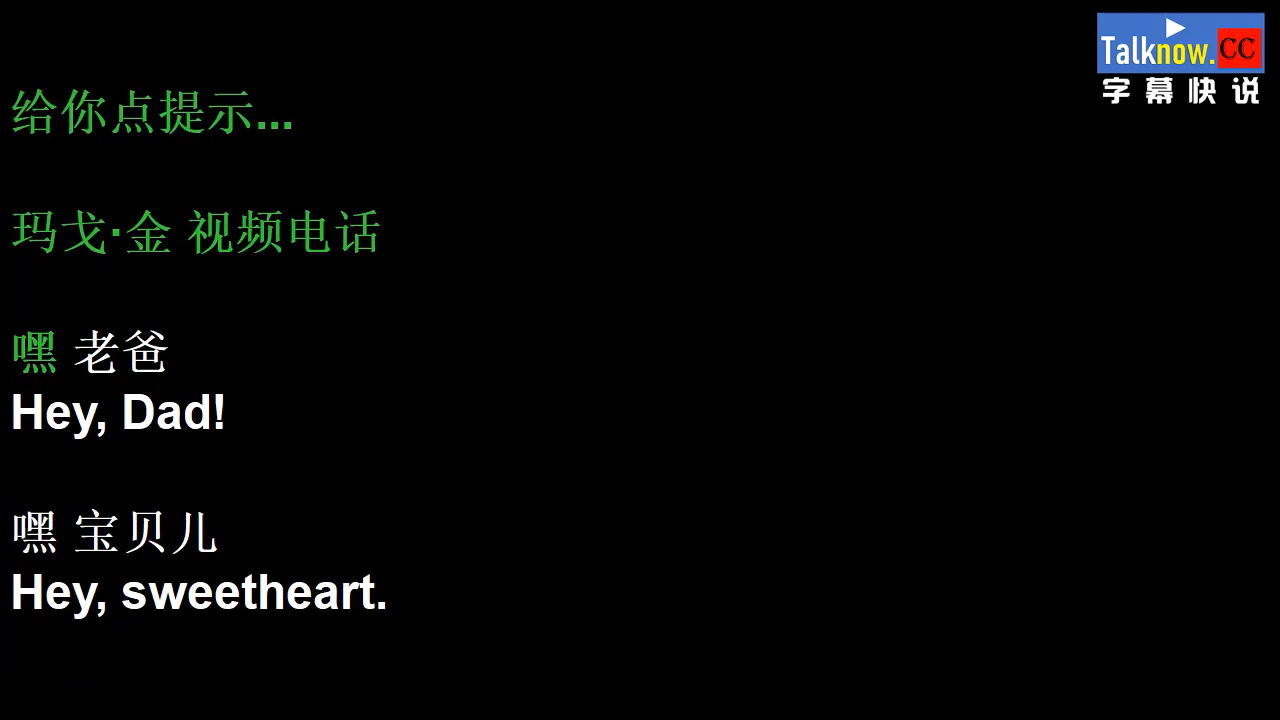 Talknow.CC
字幕快说
给你点提示...
玛戈·金 视频电话
嘿 老爸
Hey, Dad!
嘿 宝贝儿
Hey, sweetheart.